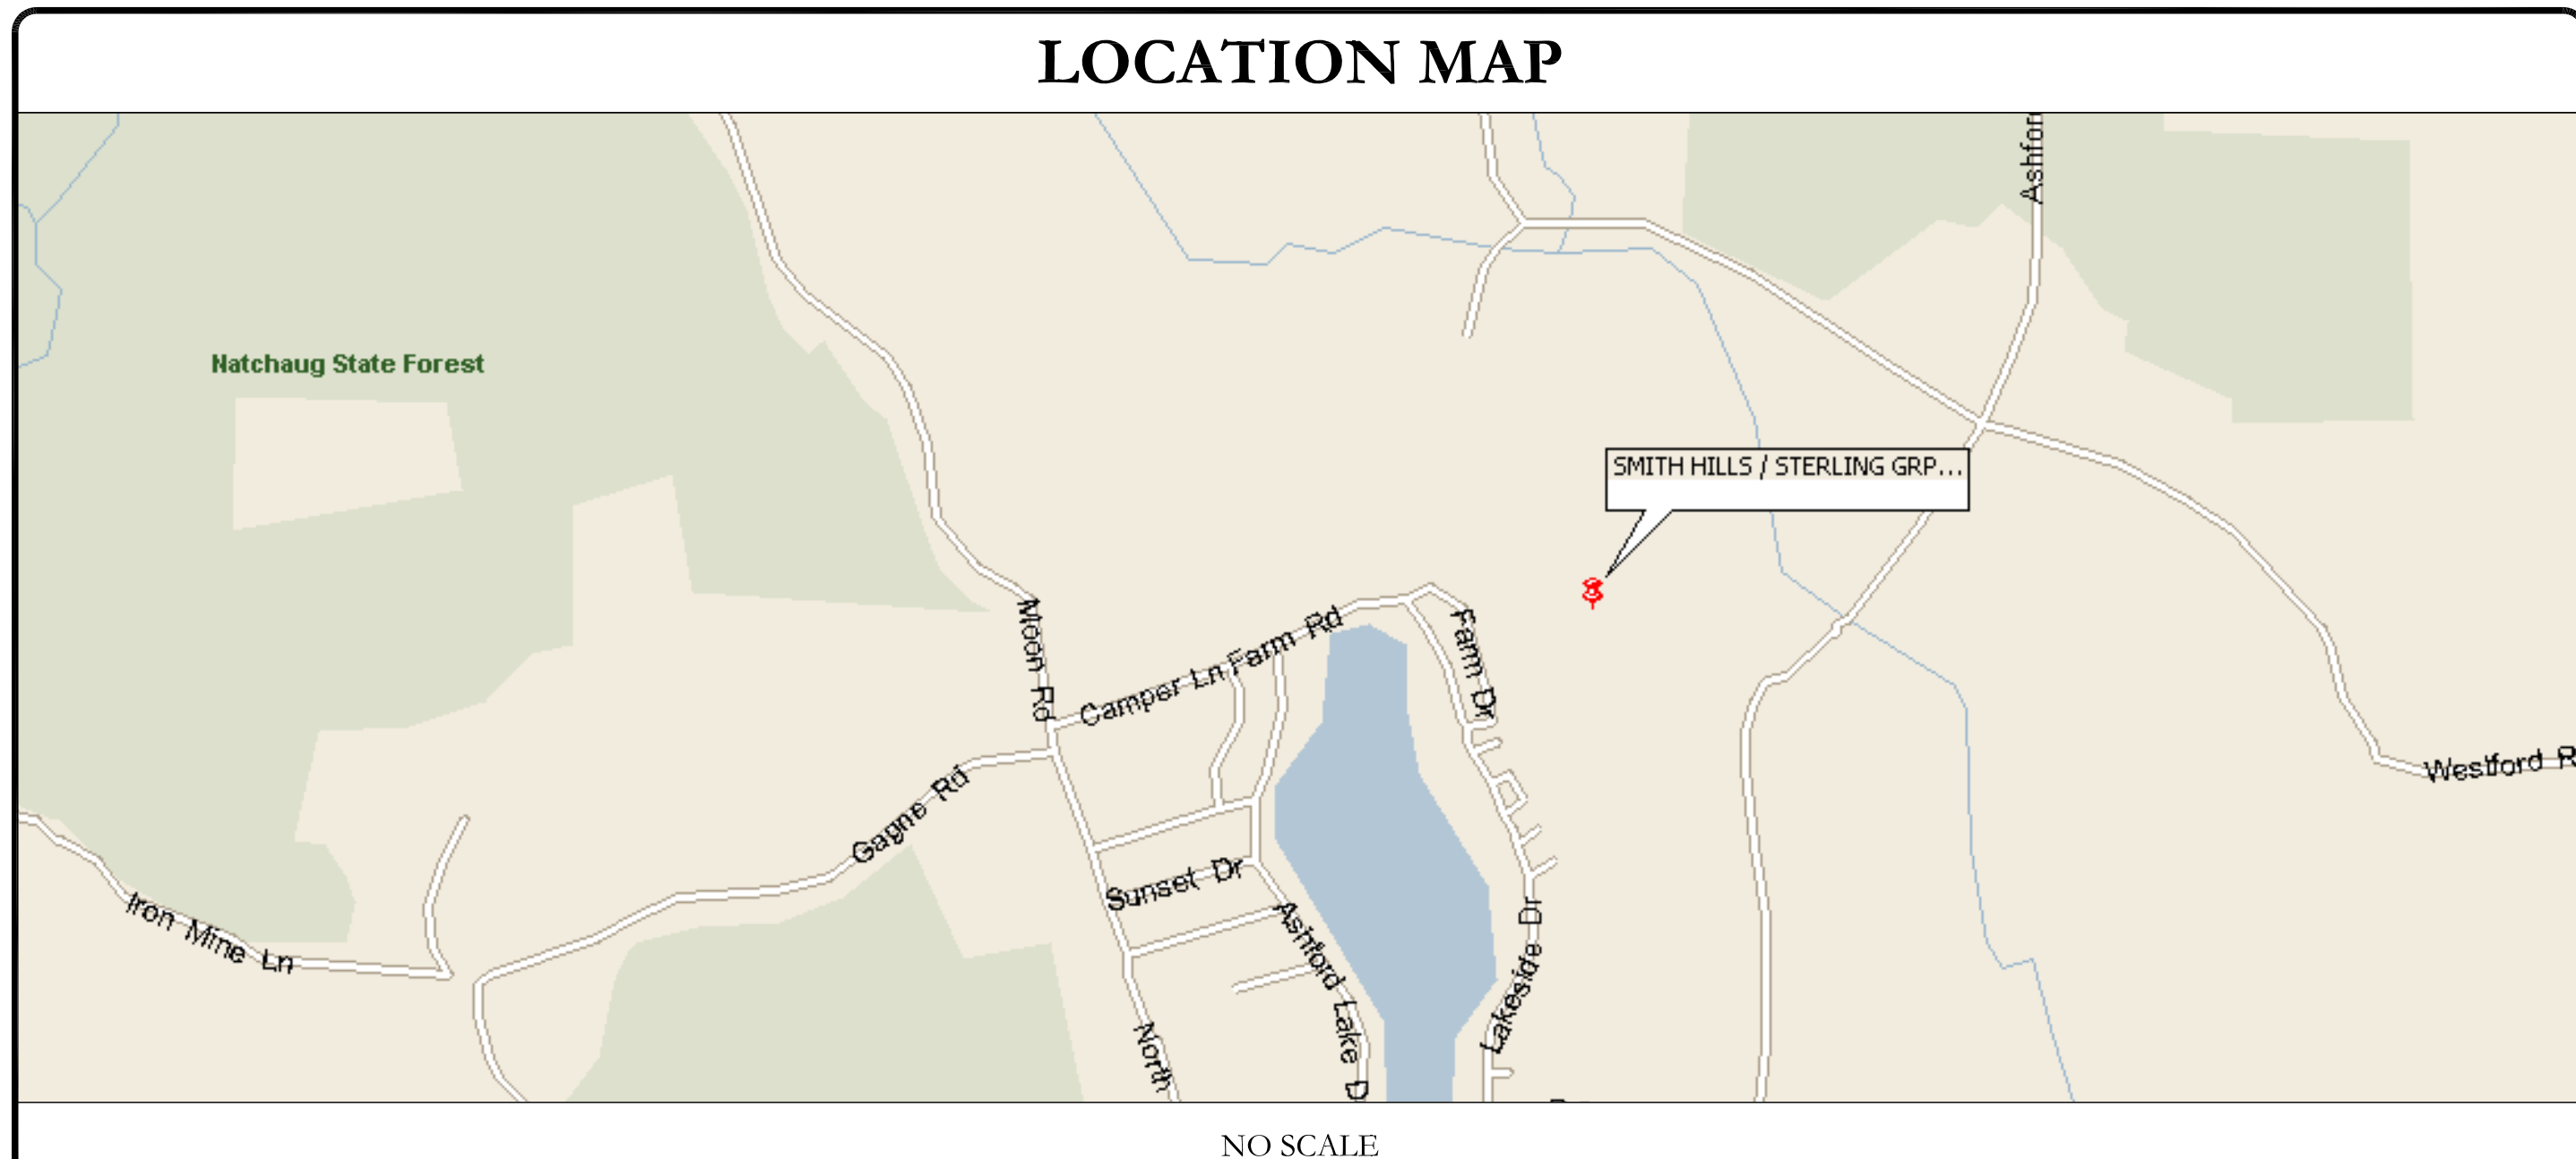 LOCATION MAP
Ashfor
Natchaug State Forest
SMITH HILLS / STERLING GRP...
Moon Rd
Camper Ln
Farm Rd
Farm Dr
Westford R
Gagne Rd
Sunset Dr
Iron Mine Ln
Ashford Lake D
Lakeside Dr
North
NO SCALE